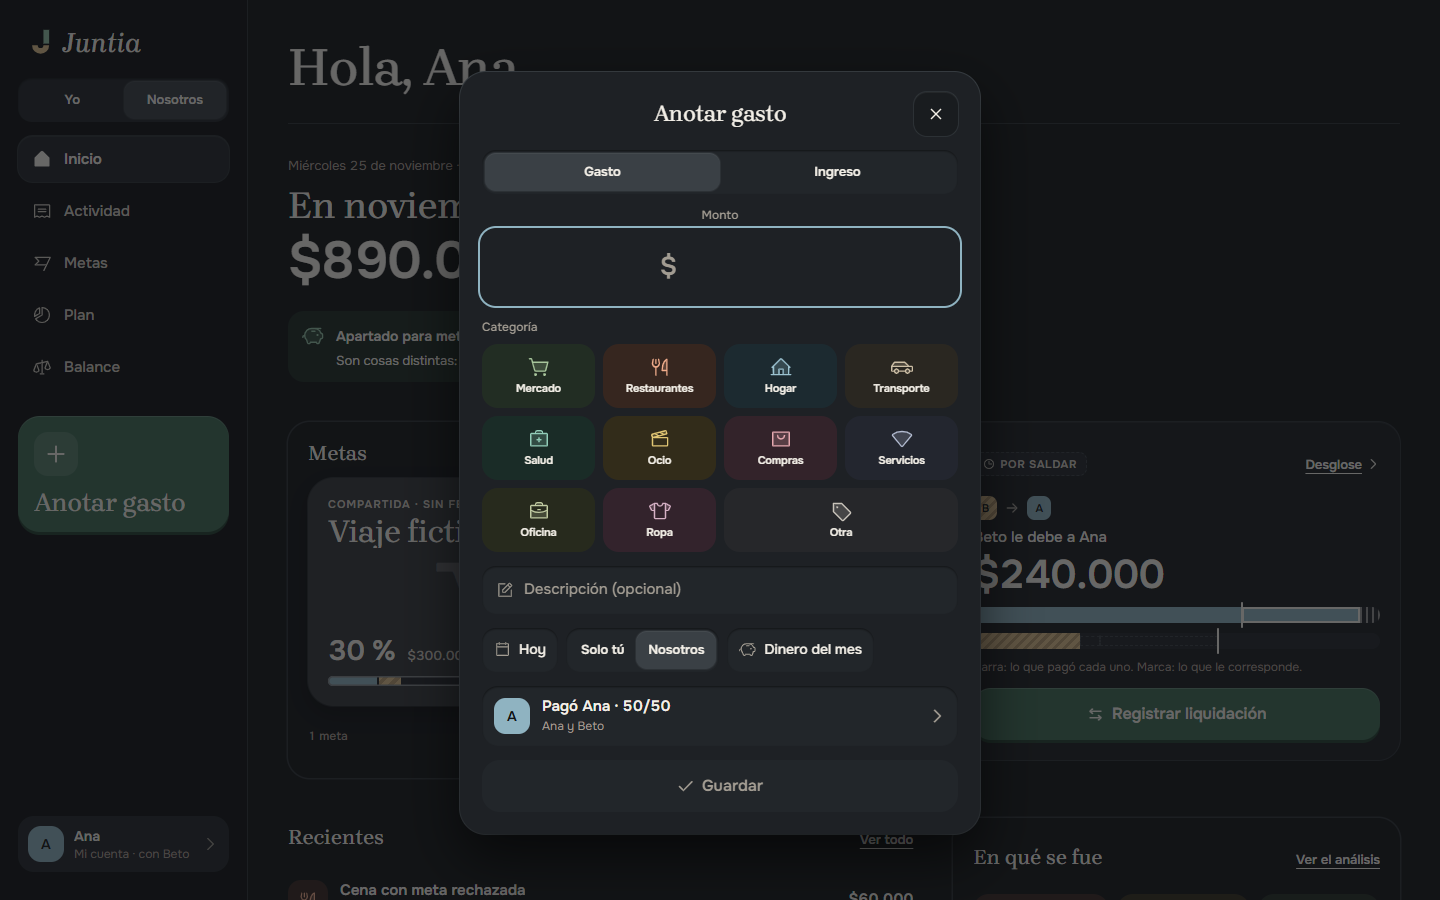 Juntia
Yo
Nosotros
Inicio
Actividad
Metas
Plan
Balance
Anotar gasto
A
Ana
Mi cuenta · con Beto
Hola, Ana
Miércoles 25 de noviembre
En noviem
$890.0
Apartado para met
Son cosas distintas:
Metas
COMPARTIDA · SIN FE
Viaje ficti
30 %
$300.00
1 meta
Recientes
Ver todo
Cena con meta rechazada
$60.000
Anotar gasto
Gasto
Ingreso
Monto
$
Categoría
Mercado
Restaurantes
Hogar
Transporte
Salud
Ocio
Compras
Servicios
Oficina
Ropa
Otra
Descripción (opcional)
Hoy
Solo tú
Nosotros
Dinero del mes
A
Pagó Ana · 50/50
Ana y Beto
Guardar
POR SALDAR
Desglose
B
A
Beto le debe a Ana
$240.000
arra: lo que pagó cada uno. Marca: lo que le corresponde.
Registrar liquidación
En qué se fue
Ver el análisis